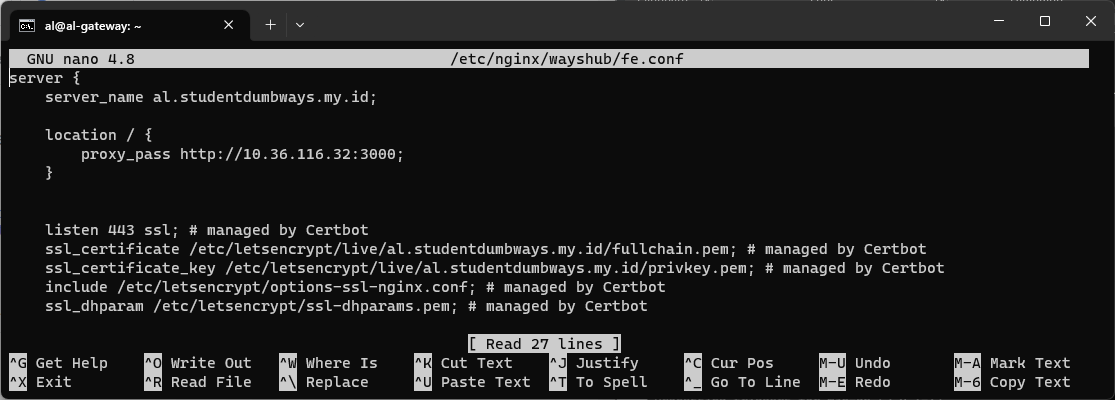 al@al-gateway: ~
GNU nano 4.8 /etc/nginx/wayshub/fe.conf
server {
    server_name al.studentdumbways.my.id;

    location / {
        proxy_pass http://10.36.116.32:3000;
    }


    listen 443 ssl; # managed by Certbot
    ssl_certificate /etc/letsencrypt/live/al.studentdumbways.my.id/fullchain.pem; # managed by Certbot
    ssl_certificate_key /etc/letsencrypt/live/al.studentdumbways.my.id/privkey.pem; # managed by Certbot
    include /etc/letsencrypt/options-ssl-nginx.conf; # managed by Certbot
    ssl_dhparam /etc/letsencrypt/ssl-dhparams.pem; # managed by Certbot

[ Read 27 lines ]
^G Get Help ^O Write Out ^W Where Is ^K Cut Text ^J Justify ^C Cur Pos M-U Undo M-A Mark Text
^X Exit ^R Read File ^\ Replace ^U Paste Text ^T To Spell ^_ Go To Line M-E Redo M-6 Copy Text